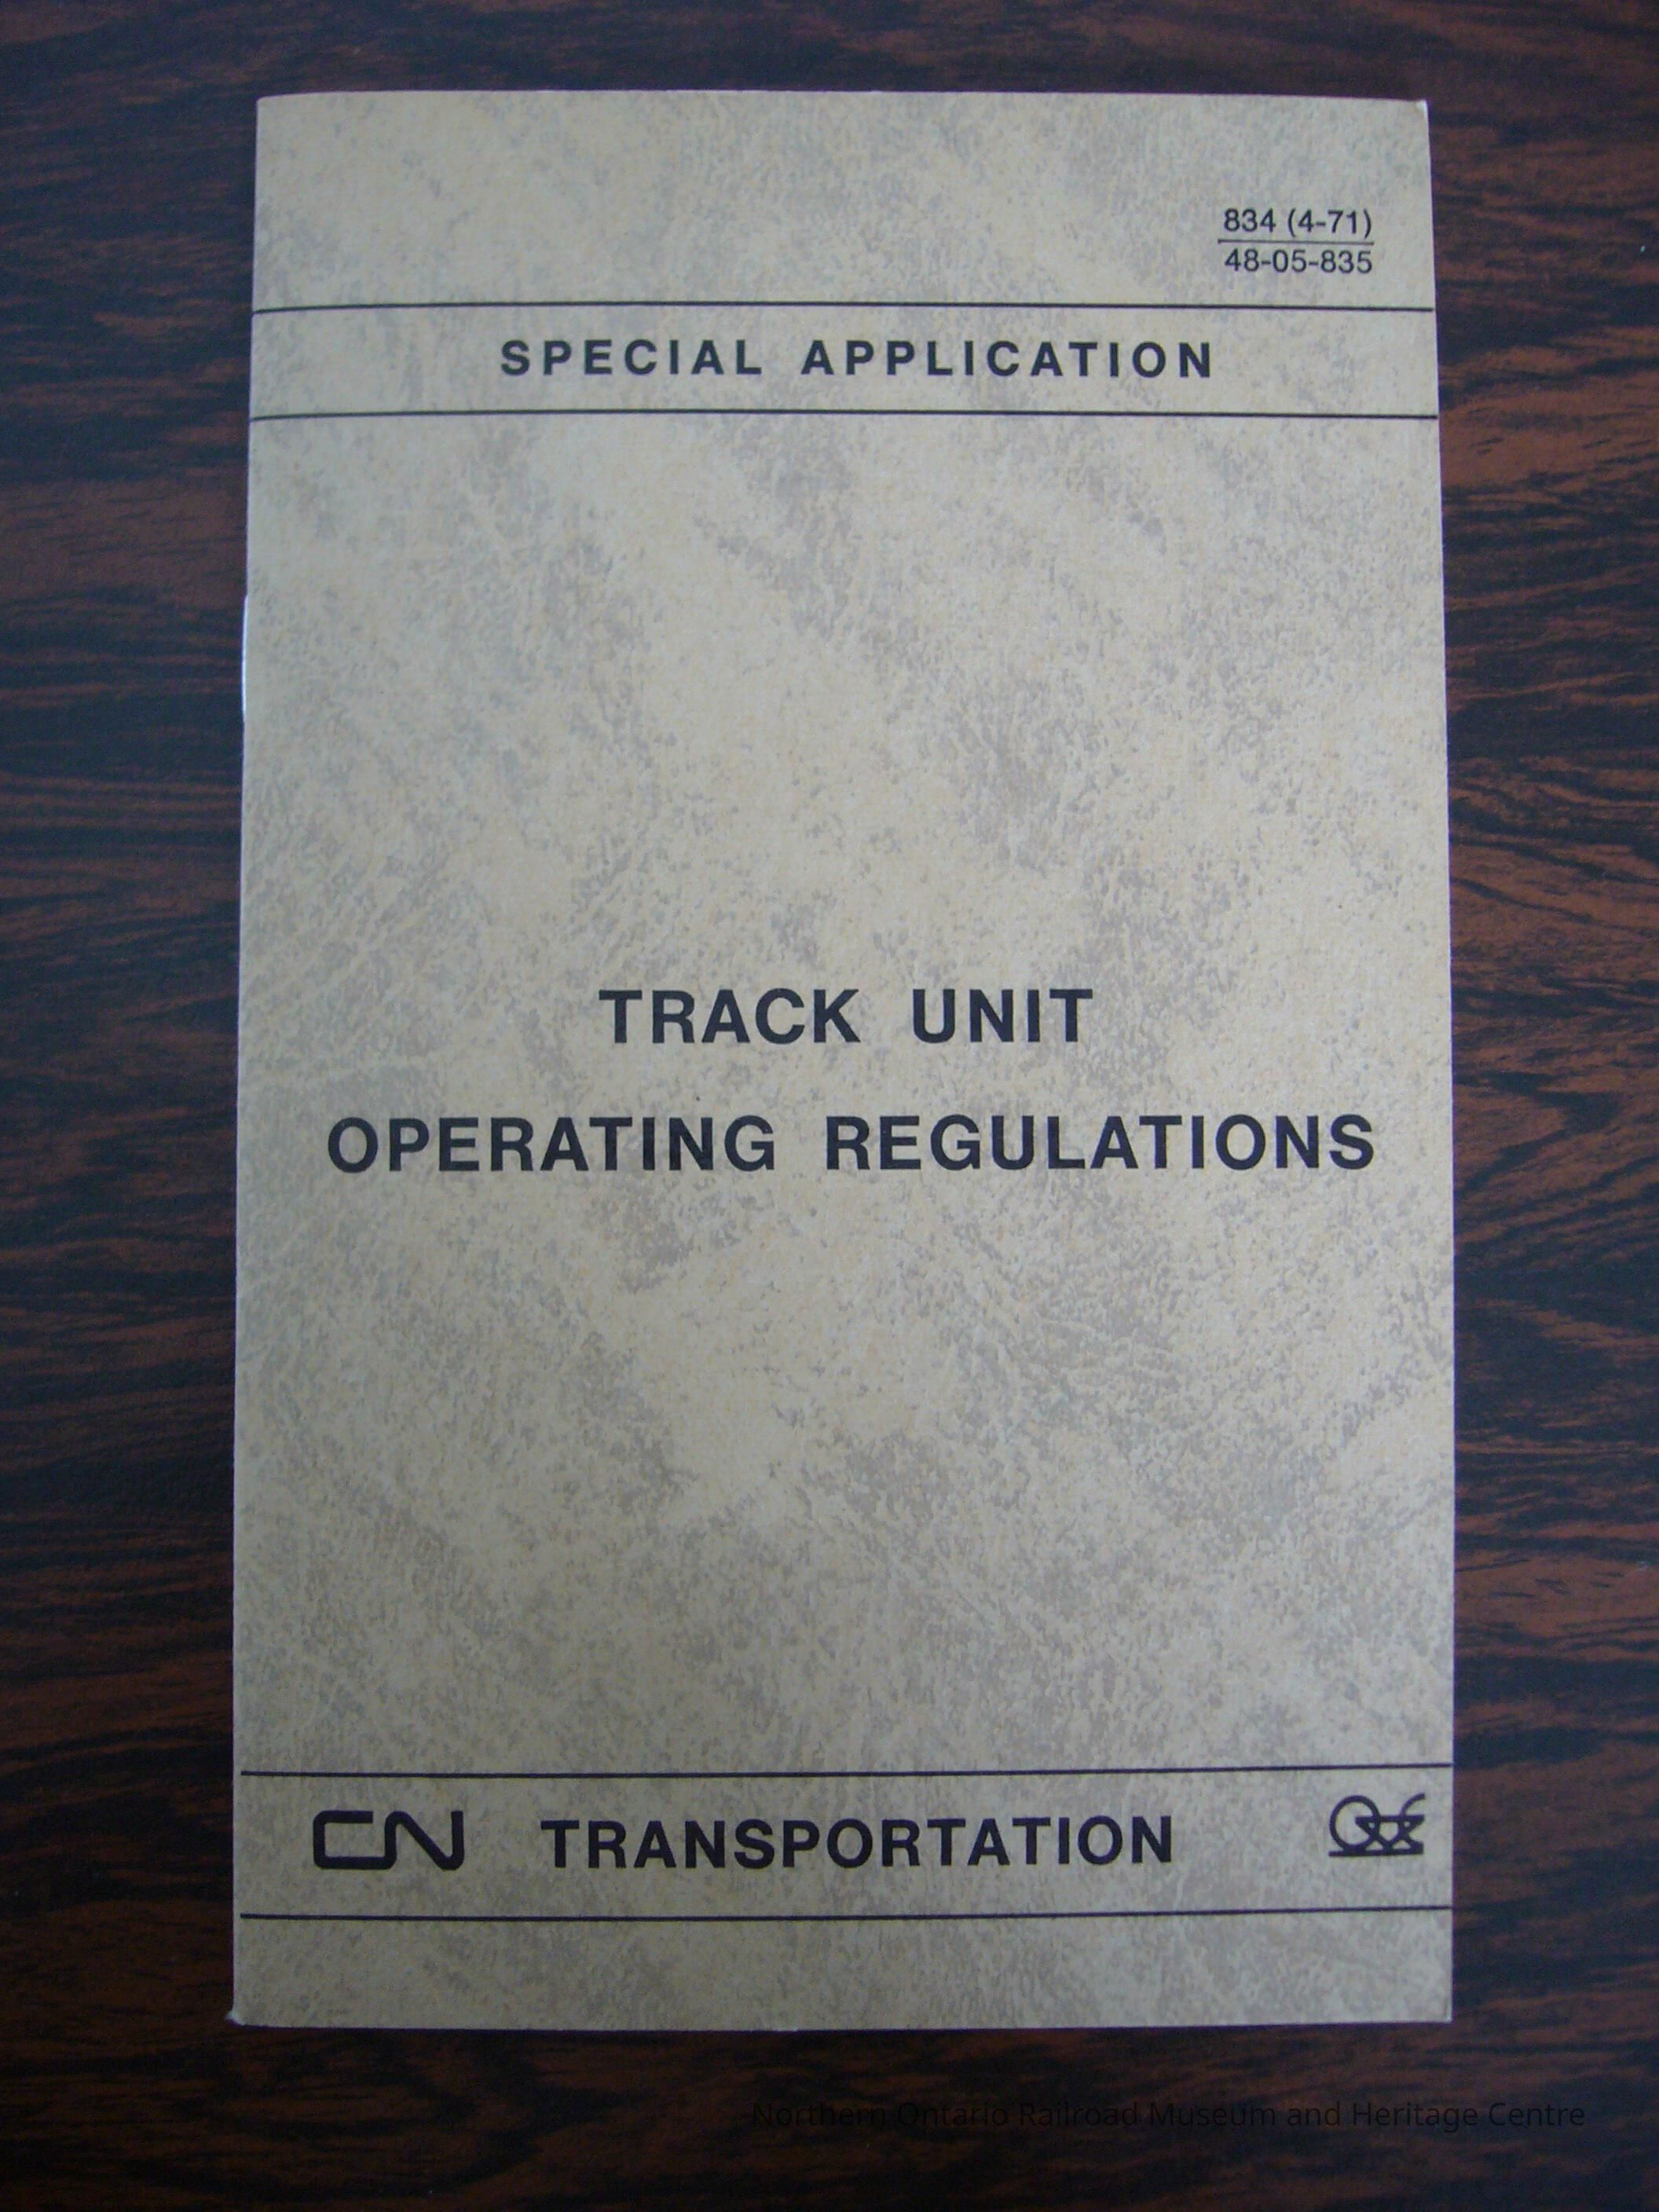 834 (4-71)
48-05-835
SPECIAL APPLICATION
TRACK UNIT
OPERATING REGULATIONS
CN TRANSPORTATION
Northern Ontario Railroad Museum and Heritage Centre